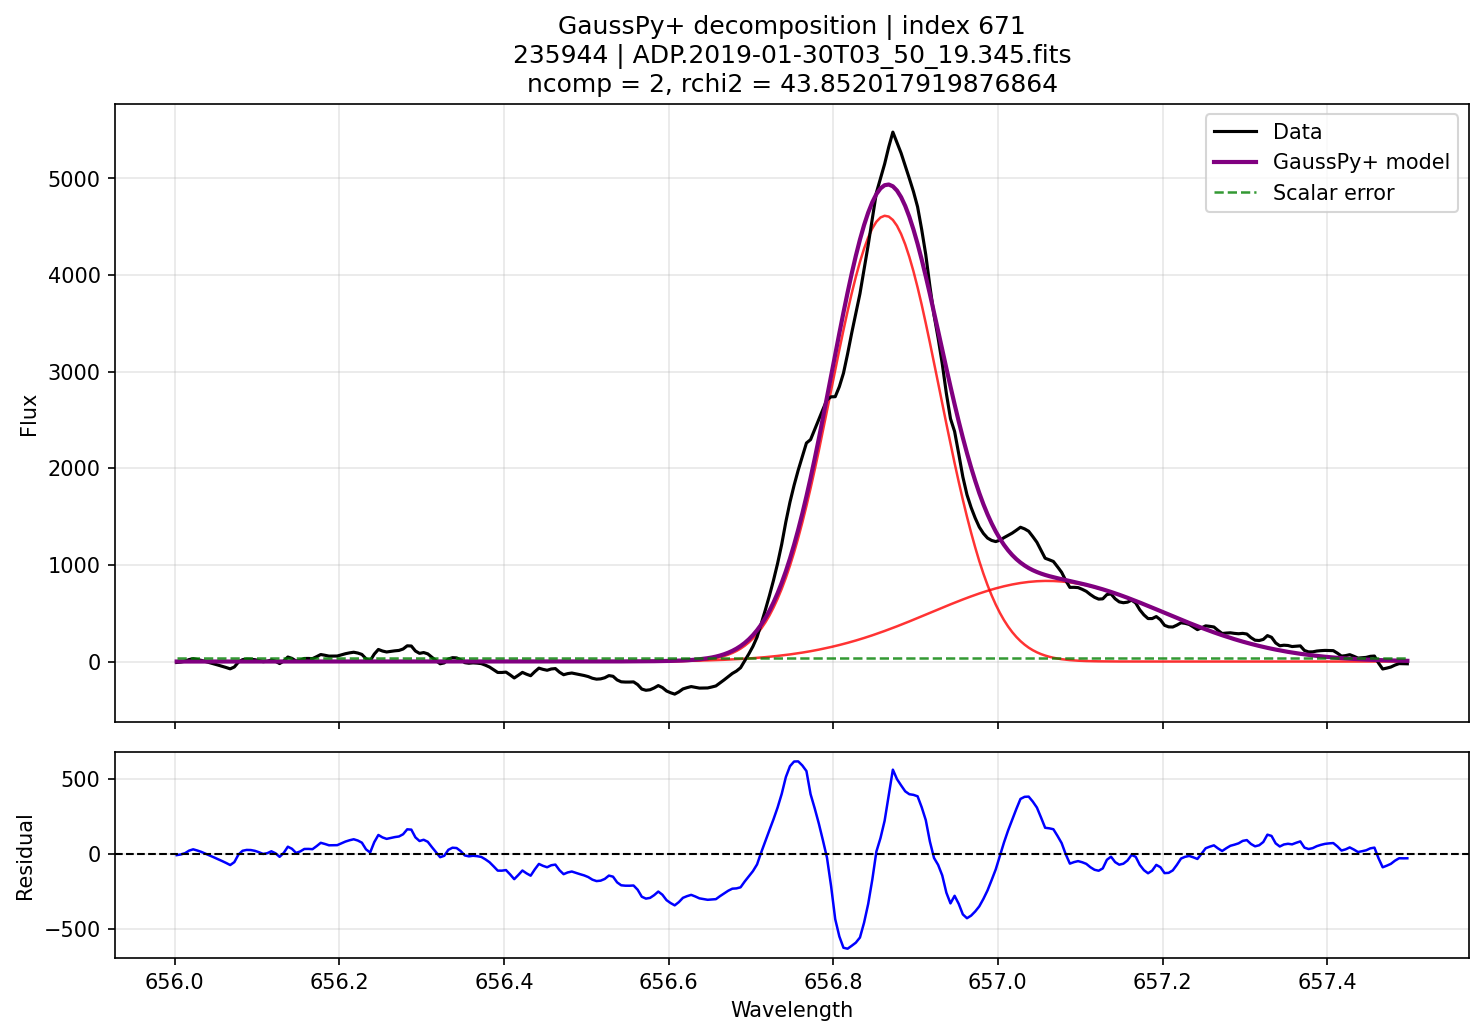 GaussPy+ decomposition | index 671
235944 | ADP.2019-01-30T03_50_19.345.fits
ncomp = 2, rchi2 = 43.852017919876864
Data
GaussPy+ model
Scalar error
5000
4000
3000
2000
1000
0
Flux
500
0
−500
Residual
656.0 656.2 656.4 656.6 656.8 657.0 657.2 657.4
Wavelength